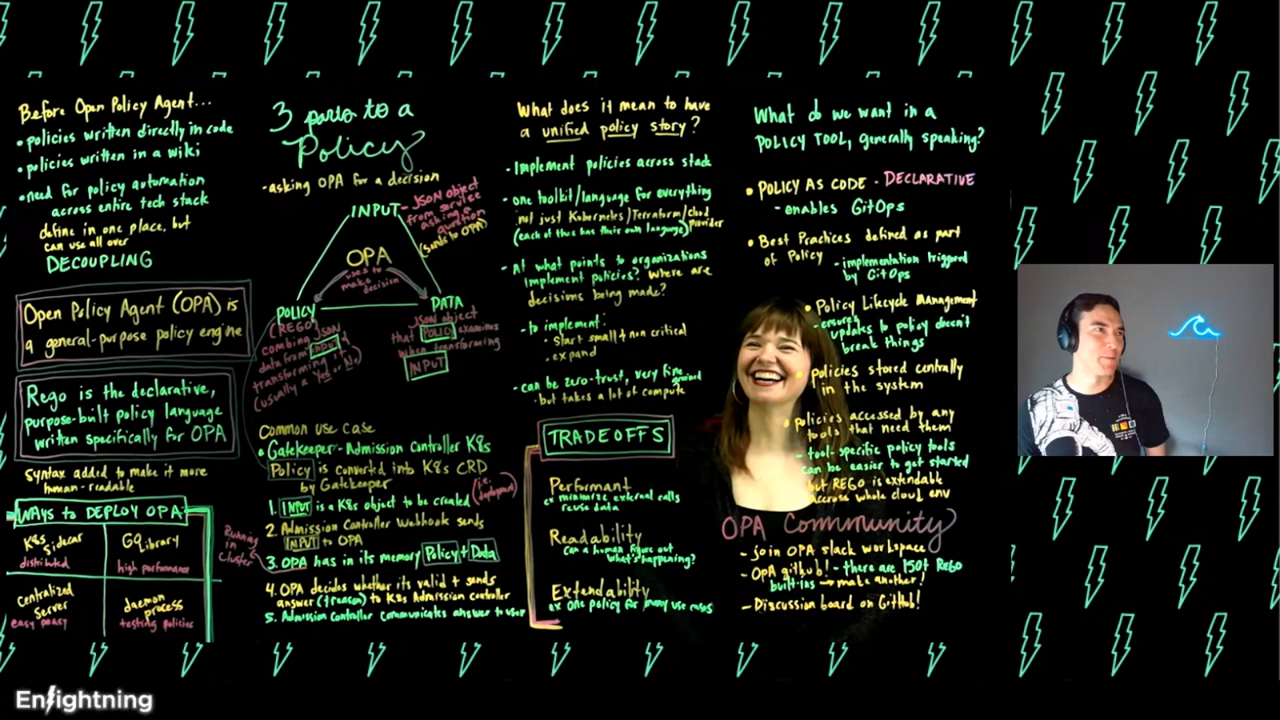 Before Open Policy Agent...
• policies written directly in code
• policies written in a wiki
• need for policy automation
across entire tech stack
define in one place, but
can use all over
DECOUPLING
Open Policy Agent (OPA) is
a general-purpose policy engine
Rego is the declarative,
purpose-built policy language
written specifically for OPA
syntax added to make it more
human-readable
WAYS TO DEPLOY OPA
K8s sidecar
distributed
GO library
high performance
centralized
server
easy
daemon
process
testing policies
3 parts to a
Policy
- asking OPA for a decision
INPUT - JSON object
from service
asking a
question
(sends to OPA)
OPA
uses to
make
decision
POLICY
(REGO)
combing JSON
data from INPUT +
transforming it
(usually a Yes or No)
DATA
JSON object
that POLICY examines
when transforming
INPUT
Common use Case
• Gatekeeper - Admission Controller K8s
Policy is converted into K8s CRD
by Gatekeeper
1. INPUT is a K8s object to be created (i.e. deployment)
2. Admission Controller Webhook sends
INPUT to OPA
Running
in
Cluster
3. OPA has in its memory Policy + Data
4. OPA decides whether its valid + sends
answer (+reason) to K8s Admission Controller
5. Admission Controller communicates answer to user
What does it mean to have
a unified policy story?
- Implement policies across stack
- one toolkit/language for everything
not just Kubernetes/Terraform/cloud Provider
(each of this has their own language)
- At what points to organizations
implement policies? Where are
decisions being made?
- to implement:
• start small + non critical
• expand
- can be zero-trust, very fine grained
- but takes a lot of compute
TRADEOFFS
Performant
ex minimize external calls
reuse data
Readability
Can a human figure out
what's happening?
Extendability
ex One policy for many use cases
What do we want in a
POLICY TOOL, generally speaking?
• POLICY AS CODE - DECLARATIVE
- enables GitOps
• Best Practices defined as part
of Policy
- implementation triggered
by GitOps
• Policy Lifecycle Management
- ensures
updates to policy doesn't
break things
• policies stored centrally
in the system
• policies accessed by any
tools that need them
- tool-specific policy tools
can be easier to get started
but REGO is extendable
accross whole cloud env
OPA Community
- Join OPA slack workspace
- OPA github! - there are 150+ REGO
built-ins → make another!
- Discussion board on GitHub!
Enlightning